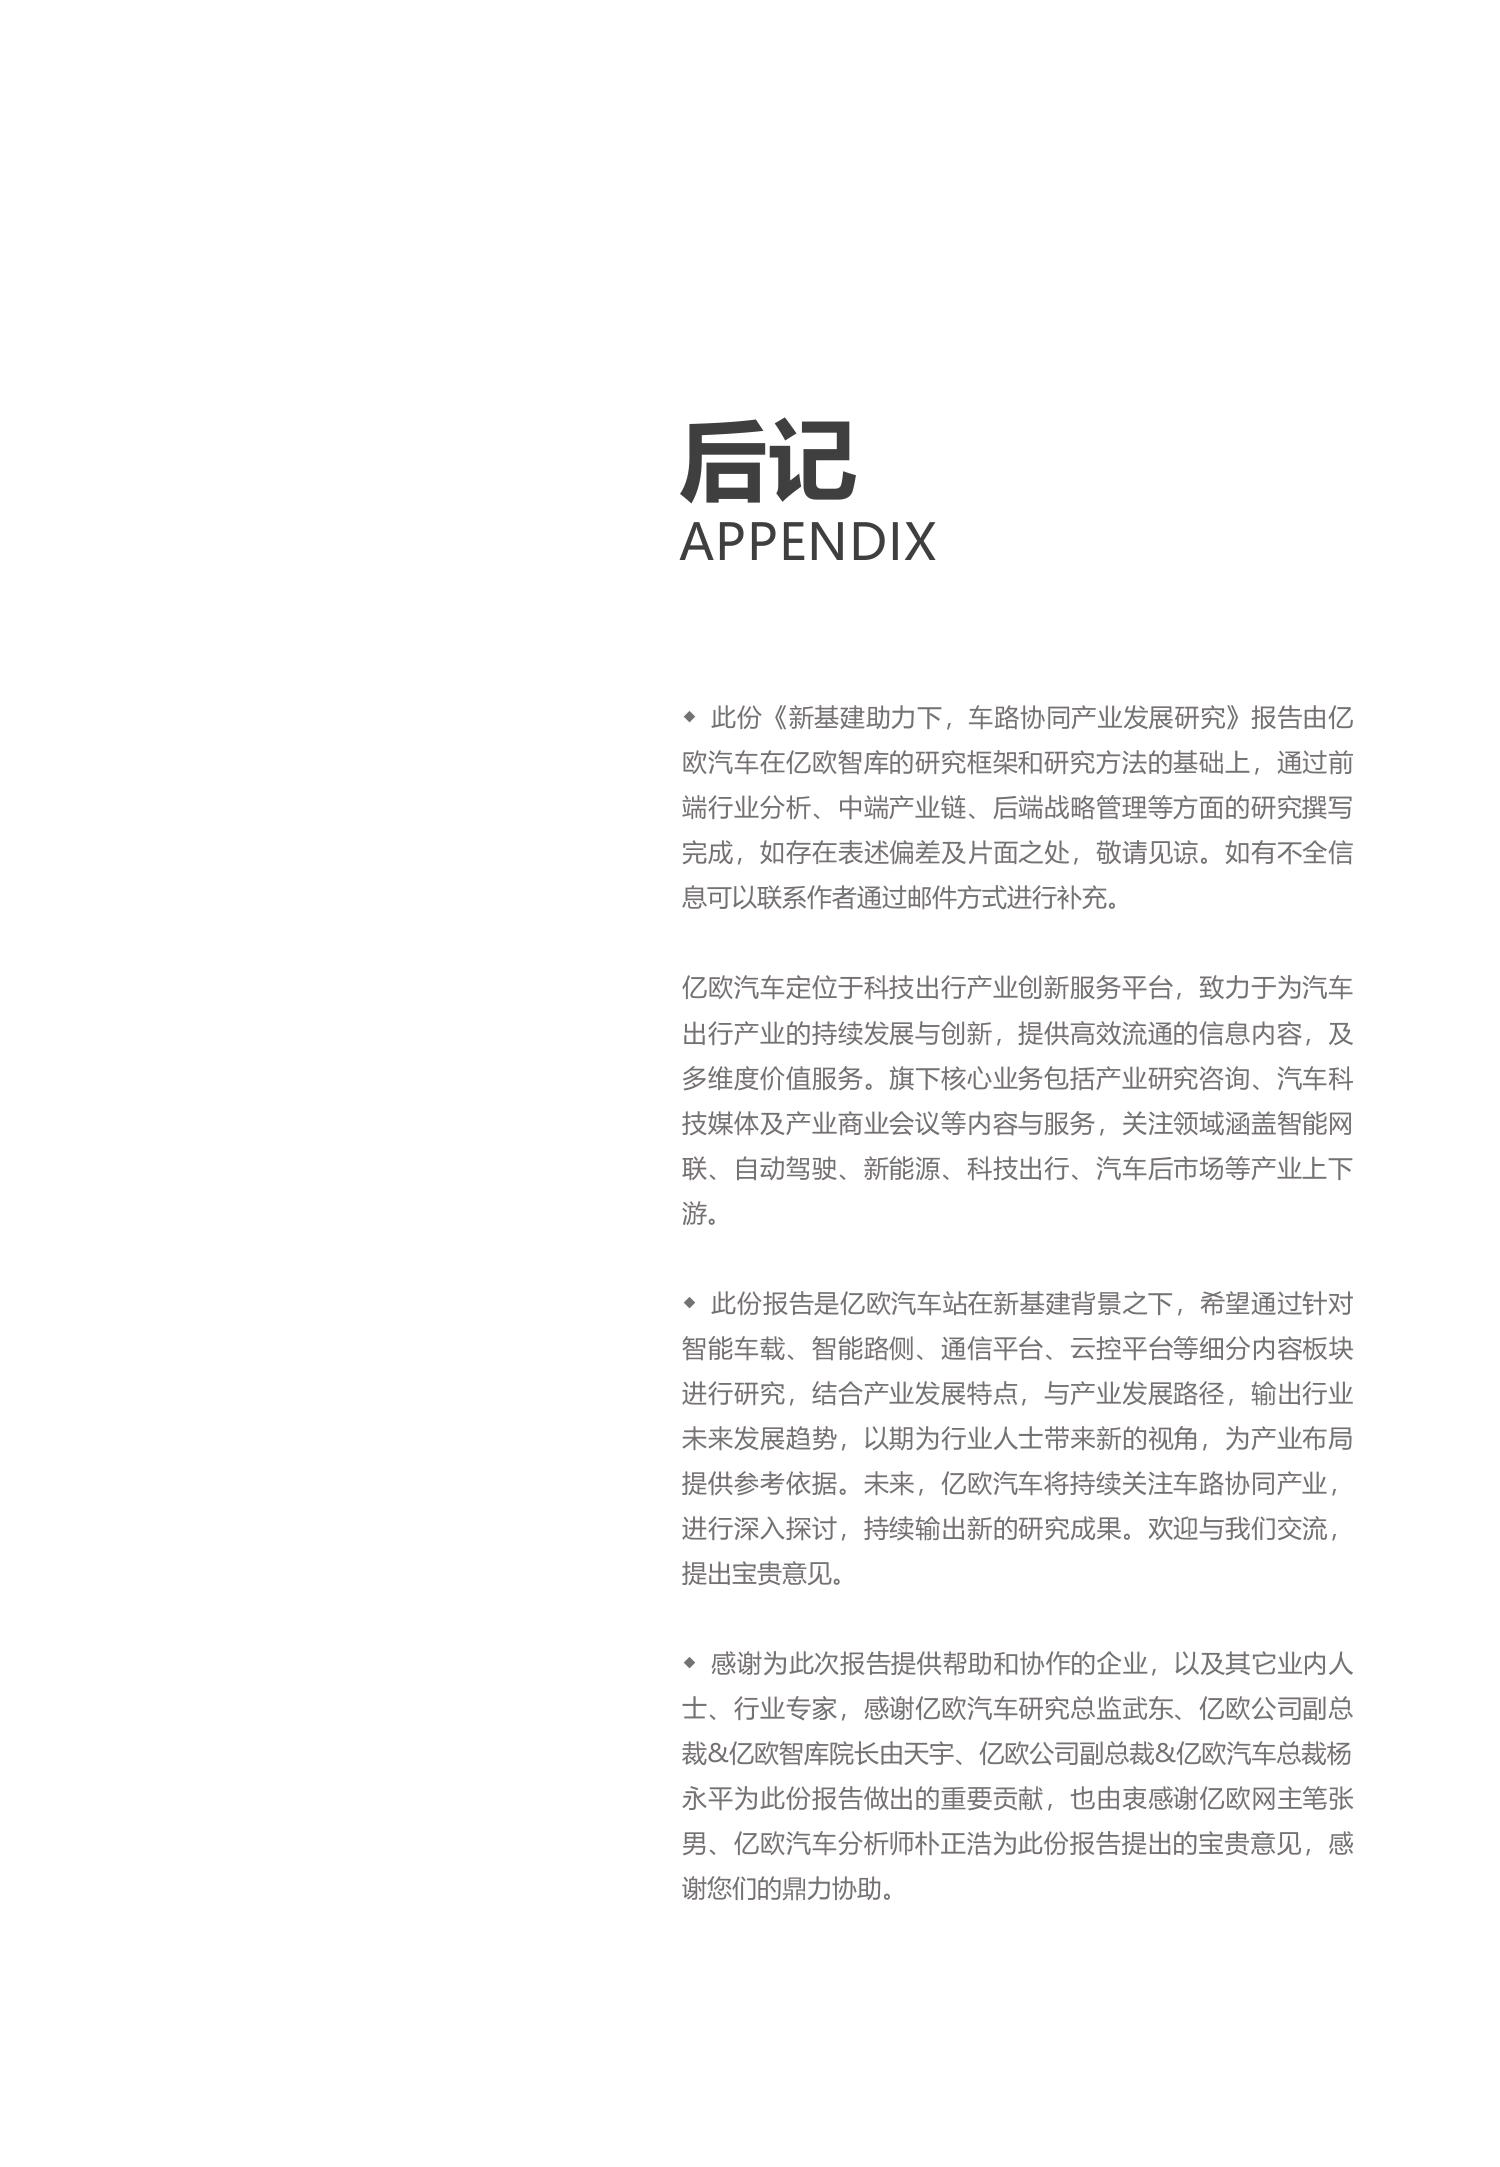 后记
APPENDIX
◆ 此份《新基建助力下，车路协同产业发展研究》报告由亿
欧汽车在亿欧智库的研究框架和研究方法的基础上，通过前
端行业分析、中端产业链、后端战略管理等方面的研究撰写
完成，如存在表述偏差及片面之处，敬请见谅。如有不全信
息可以联系作者通过邮件方式进行补充。
亿欧汽车定位于科技出行产业创新服务平台，致力于为汽车
出行产业的持续发展与创新，提供高效流通的信息内容，及
多维度价值服务。旗下核心业务包括产业研究咨询、汽车科
技媒体及产业商业会议等内容与服务，关注领域涵盖智能网
联、自动驾驶、新能源、科技出行、汽车后市场等产业上下
游。
◆ 此份报告是亿欧汽车站在新基建背景之下，希望通过针对
智能车载、智能路侧、通信平台、云控平台等细分内容板块
进行研究，结合产业发展特点，与产业发展路径，输出行业
未来发展趋势，以期为行业人士带来新的视角，为产业布局
提供参考依据。未来，亿欧汽车将持续关注车路协同产业，
进行深入探讨，持续输出新的研究成果。欢迎与我们交流，
提出宝贵意见。
◆ 感谢为此次报告提供帮助和协作的企业，以及其它业内人
士、行业专家，感谢亿欧汽车研究总监武东、亿欧公司副总
裁&亿欧智库院长由天宇、亿欧公司副总裁&亿欧汽车总裁杨
永平为此份报告做出的重要贡献，也由衷感谢亿欧网主笔张
男、亿欧汽车分析师朴正浩为此份报告提出的宝贵意见，感
谢您们的鼎力协助。